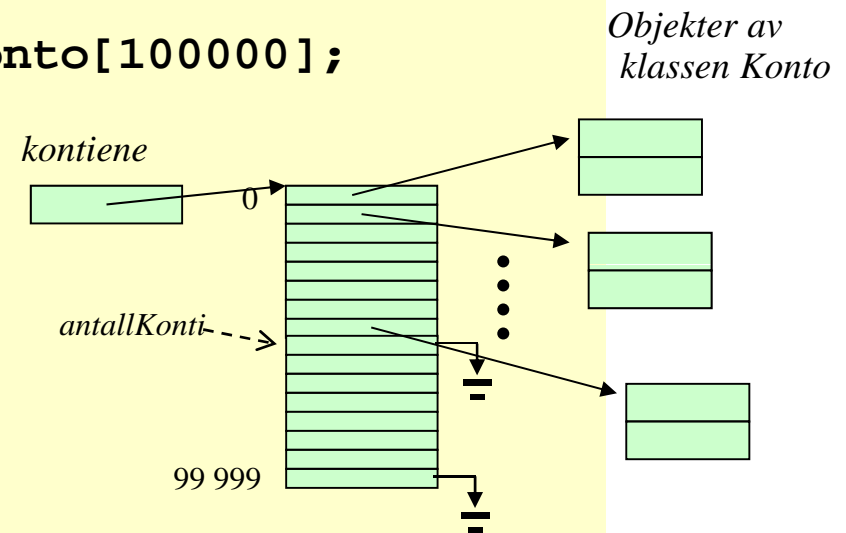 Objekter av
klassen Konto
onto[100000];
kontiene
0
antallKonti
99 999